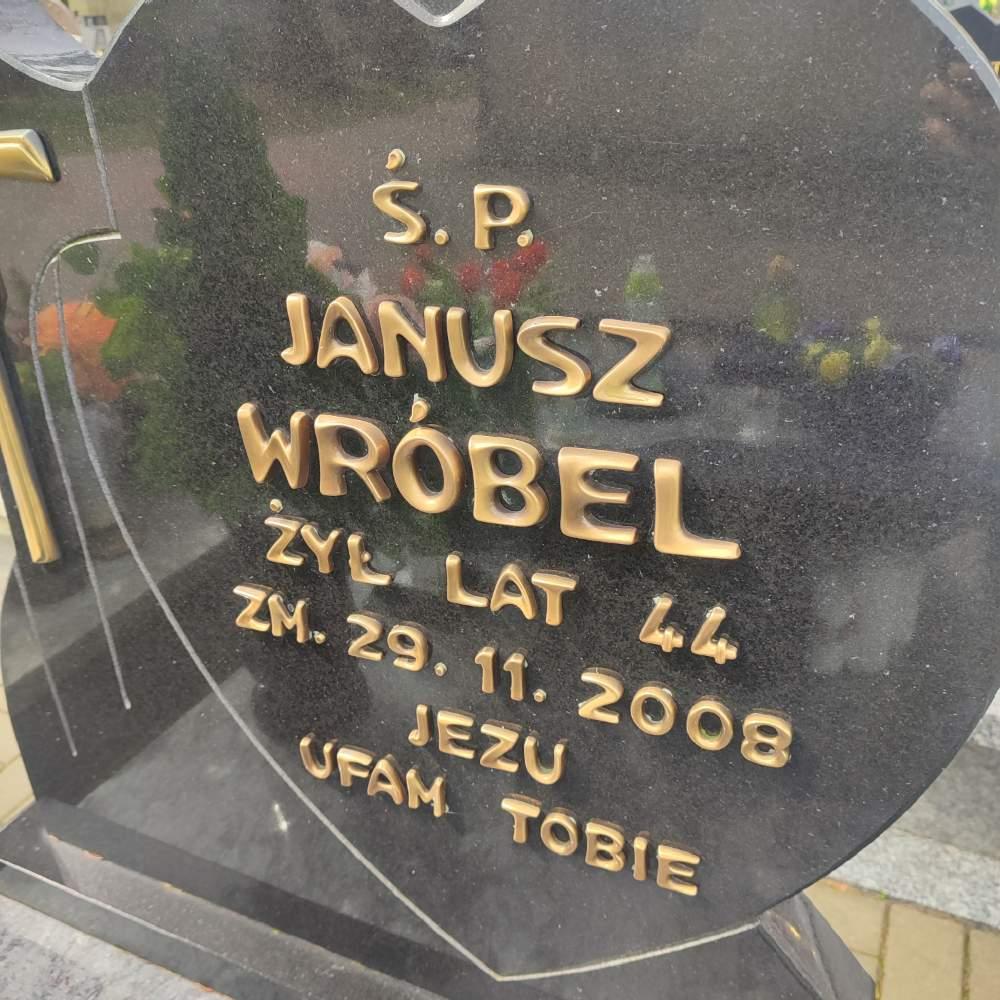 Ś. P.
JANUSZ
WRÓBEL
ŻYŁ LAT 44
ZM. 29. 11. 2008
JEZU
UFAM TOBIE